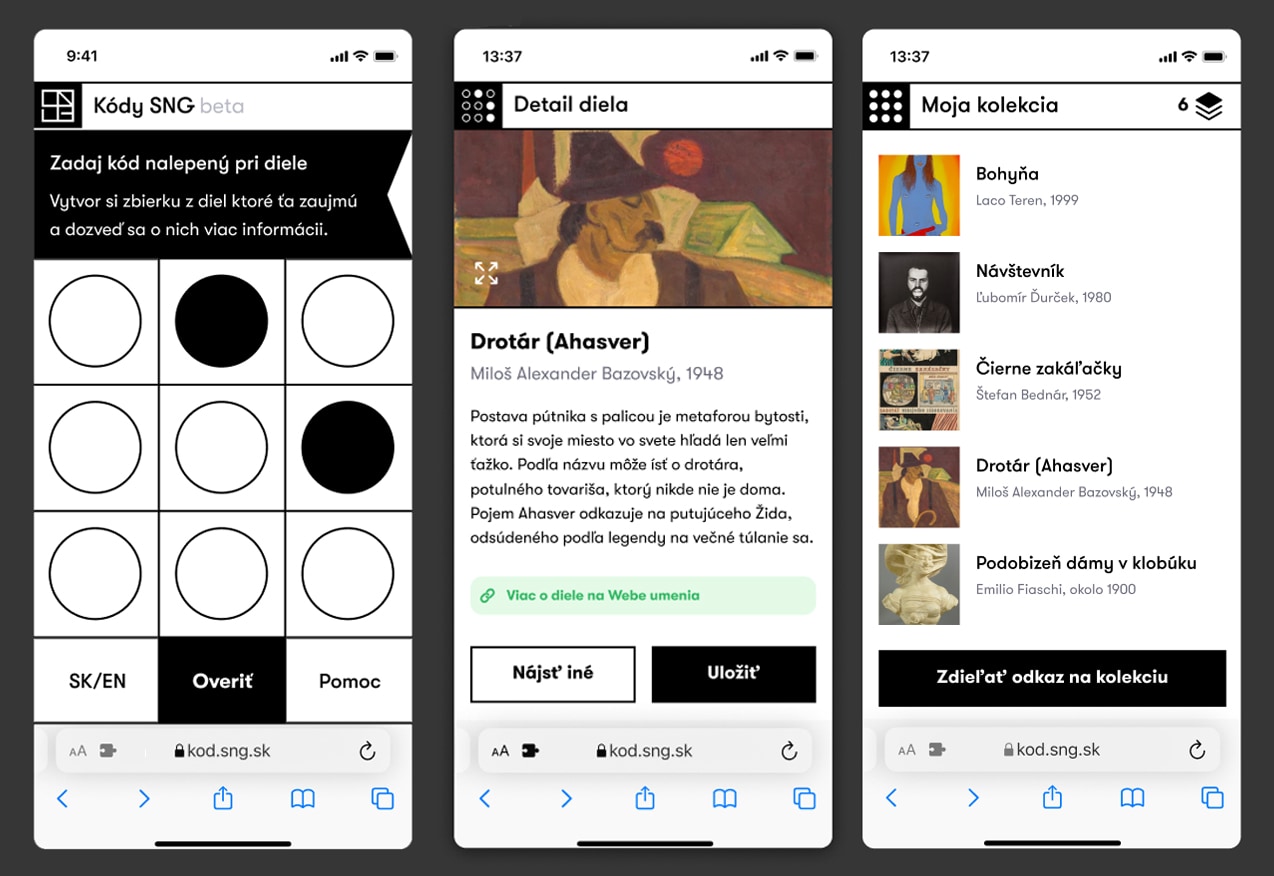 9:41
Kódy SNG beta
Zadaj kód nalepený pri diele
Vytvor si zbierku z diel ktoré ťa zaujmú
a dozveď sa o nich viac informácii.
SK/EN
Overiť
Pomoc
AA
kod.sng.sk
13:37
Detail diela
Drotár (Ahasver)
Miloš Alexander Bazovský, 1948
Postava pútnika s palicou je metaforou bytosti,
ktorá si svoje miesto vo svete hľadá len veľmi
ťažko. Podľa názvu môže ísť o drotára,
potulného tovariša, ktorý nikde nie je doma.
Pojem Ahasver odkazuje na putujúceho Žida,
odsúdeného podľa legendy na večné túlanie sa.
Viac o diele na Webe umenia
Nájsť iné
Uložiť
AA
kod.sng.sk
13:37
Moja kolekcia
6
Bohyňa
Laco Teren, 1999
Návštevník
Ľubomír Ďurček, 1980
Čierne zakáľačky
Štefan Bednár, 1952
Drotár (Ahasver)
Miloš Alexander Bazovský, 1948
Podobizeň dámy v klobúku
Emilio Fiaschi, okolo 1900
Zdieľať odkaz na kolekciu
AA
kod.sng.sk